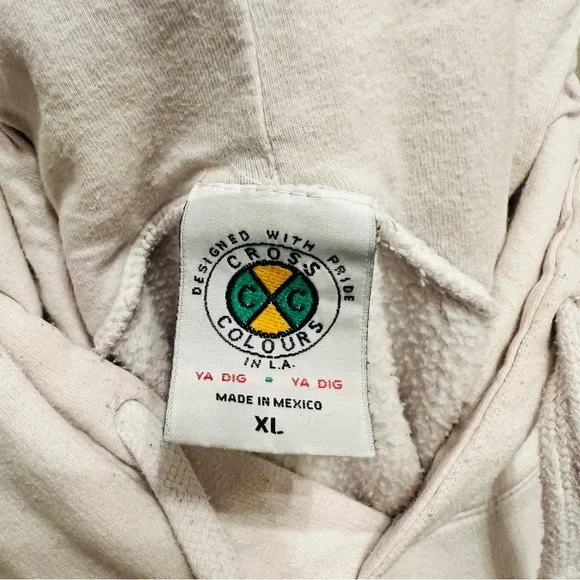 DESIGNED WITH PRIDE
CROSS
C C
COLOURS
IN L.A.
YA DIG • YA DIG
MADE IN MEXICO
XL